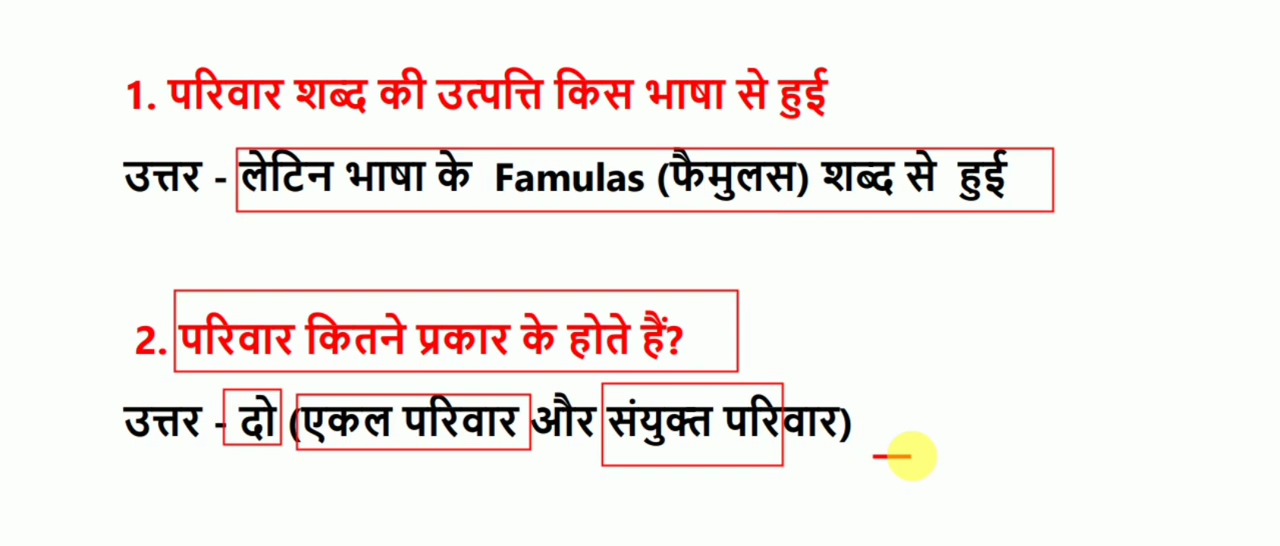 1. परिवार शब्द की उत्पत्ति किस भाषा से हुई
उत्तर - लेटिन भाषा के Famulas (फैमुलस) शब्द से हुई
2. परिवार कितने प्रकार के होते हैं?
उत्तर - दो (एकल परिवार और संयुक्त परिवार)